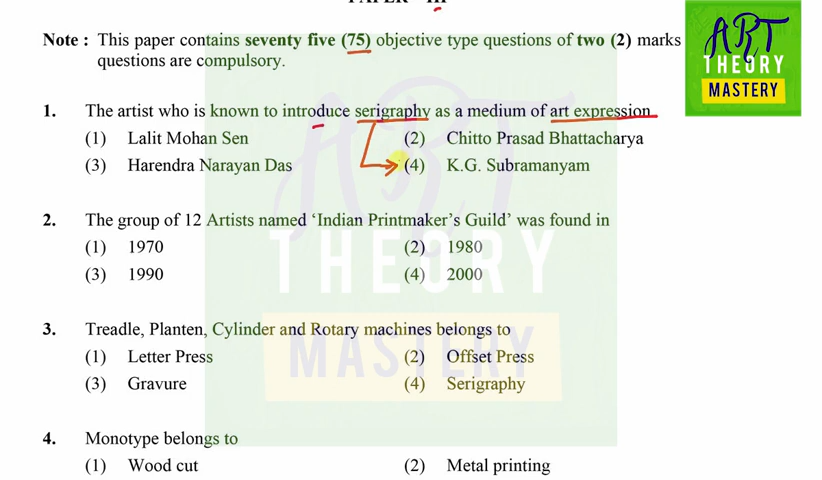 PAPER – III
Note : This paper contains seventy five (75) objective type questions of two (2) marks
questions are compulsory.
1. The artist who is known to introduce serigraphy as a medium of art expression
(1) Lalit Mohan Sen (2) Chitto Prasad Bhattacharya
(3) Harendra Narayan Das (4) K.G. Subramanyam
2. The group of 12 Artists named ‘Indian Printmaker’s Guild’ was found in
(1) 1970 (2) 1980
(3) 1990 (4) 2000
3. Treadle, Planten, Cylinder and Rotary machines belongs to
(1) Letter Press (2) Offset Press
(3) Gravure (4) Serigraphy
4. Monotype belongs to
(1) Wood cut (2) Metal printing
ART
THEORY
MASTERY
ART
THEORY
MASTERY